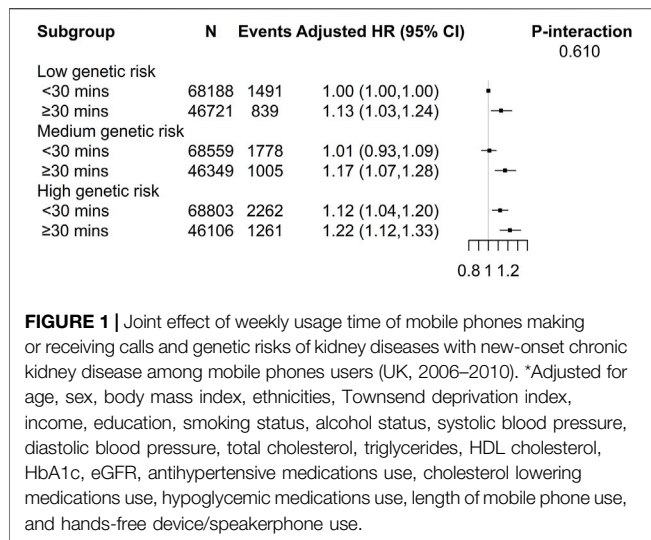 Subgroup N Events Adjusted HR (95% CI) P-interaction
0.610
Low genetic risk
<30 mins 68188 1491 1.00 (1.00,1.00)
≥30 mins 46721 839 1.13 (1.03,1.24)
Medium genetic risk
<30 mins 68559 1778 1.01 (0.93,1.09)
≥30 mins 46349 1005 1.17 (1.07,1.28)
High genetic risk
<30 mins 68803 2262 1.12 (1.04,1.20)
≥30 mins 46106 1261 1.22 (1.12,1.33)
0.8 1 1.2
FIGURE 1 | Joint effect of weekly usage time of mobile phones making
or receiving calls and genetic risks of kidney diseases with new-onset chronic
kidney disease among mobile phones users (UK, 2006–2010). *Adjusted for
age, sex, body mass index, ethnicities, Townsend deprivation index,
income, education, smoking status, alcohol status, systolic blood pressure,
diastolic blood pressure, total cholesterol, triglycerides, HDL cholesterol,
HbA1c, eGFR, antihypertensive medications use, cholesterol lowering
medications use, hypoglycemic medications use, length of mobile phone use,
and hands-free device/speakerphone use.